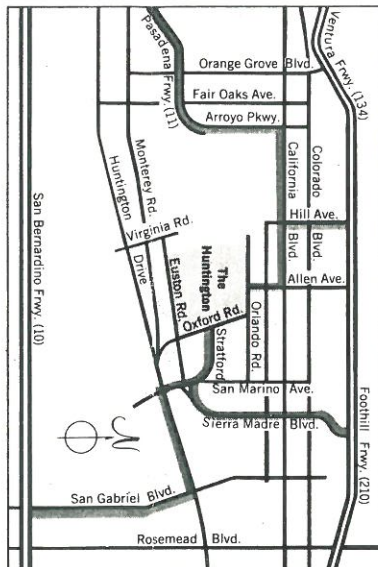 Ventura Frwy. (134)
Pasadena Frwy. (11)
Orange Grove Blvd.
Fair Oaks Ave.
Arroyo Pkwy.
Colorado Blvd.
California Blvd.
Hill Ave.
Monterey Rd.
Huntington Drive
Virginia Rd.
Euston Rd.
The
Huntington
Oxford Rd.
Allen Ave.
Orlando Rd.
Stratford
San Marino Ave.
Sierra Madre Blvd.
Foothill Frwy. (210)
San Bernardino Frwy. (10)
N
San Gabriel Blvd.
Rosemead Blvd.